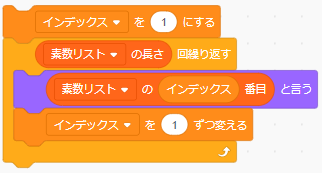 インデックス を 1 にする
素数リスト の長さ 回繰り返す
素数リスト の インデックス 番目 と言う
インデックス を 1 ずつ変える